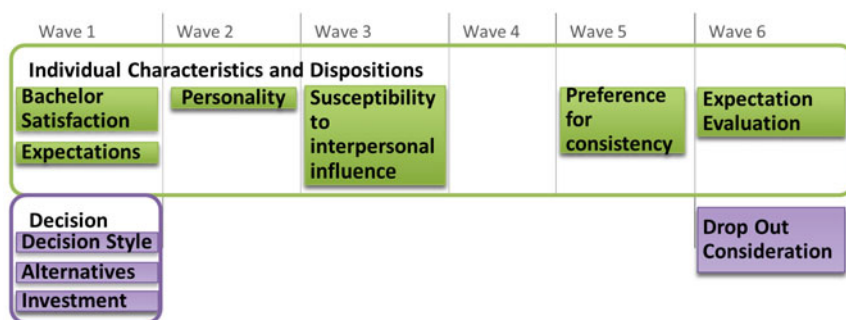 Wave 1 Wave 2 Wave 3 Wave 4 Wave 5 Wave 6
Individual Characteristics and Dispositions
Bachelor
Satisfaction
Expectations
Personality
Susceptibility
to
interpersonal
influence
Preference
for
consistency
Expectation
Evaluation
Decision
Decision Style
Alternatives
Investment
Drop Out
Consideration